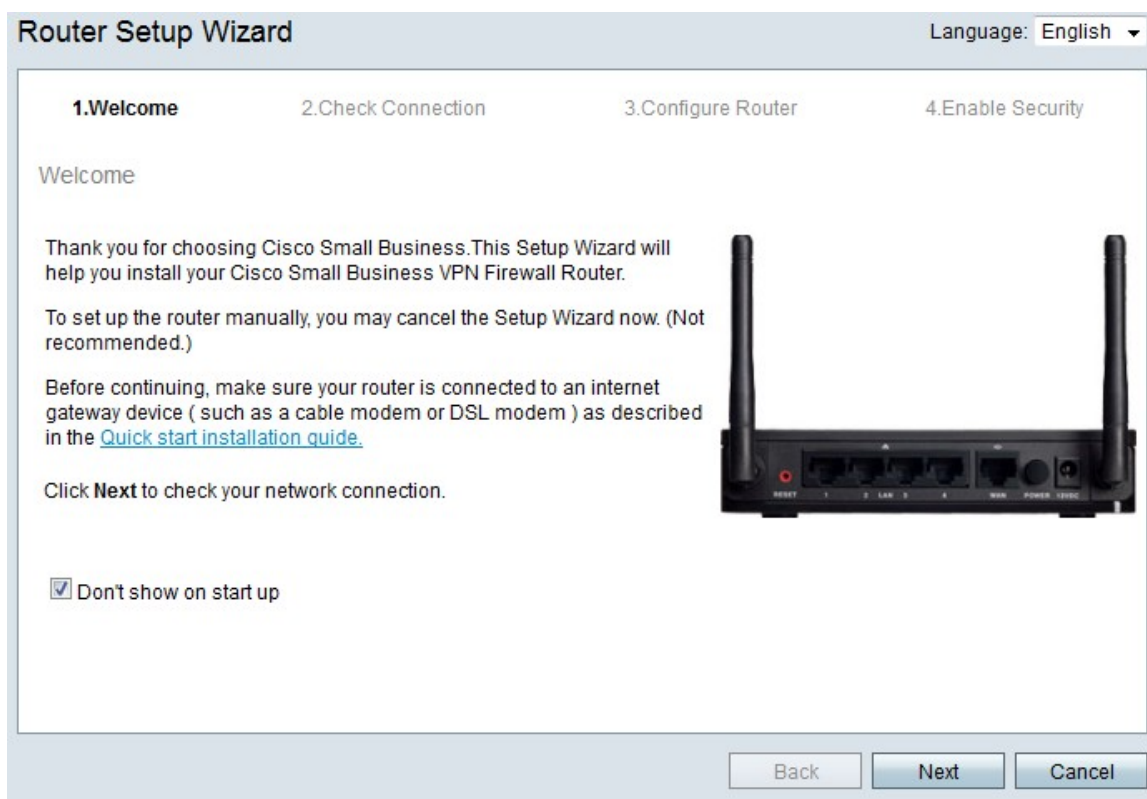 Router Setup Wizard
Language: English
1.Welcome
2.Check Connection
3.Configure Router
4.Enable Security
Welcome
Thank you for choosing Cisco Small Business.This Setup Wizard will
help you install your Cisco Small Business VPN Firewall Router.
To set up the router manually, you may cancel the Setup Wizard now. (Not
recommended.)
Before continuing, make sure your router is connected to an internet
gateway device ( such as a cable modem or DSL modem ) as described
in the Quick start installation guide.
Click Next to check your network connection.
RESET 1 2 LAN 3 4 WAN POWER 12VDC
Don't show on start up
Back
Next
Cancel